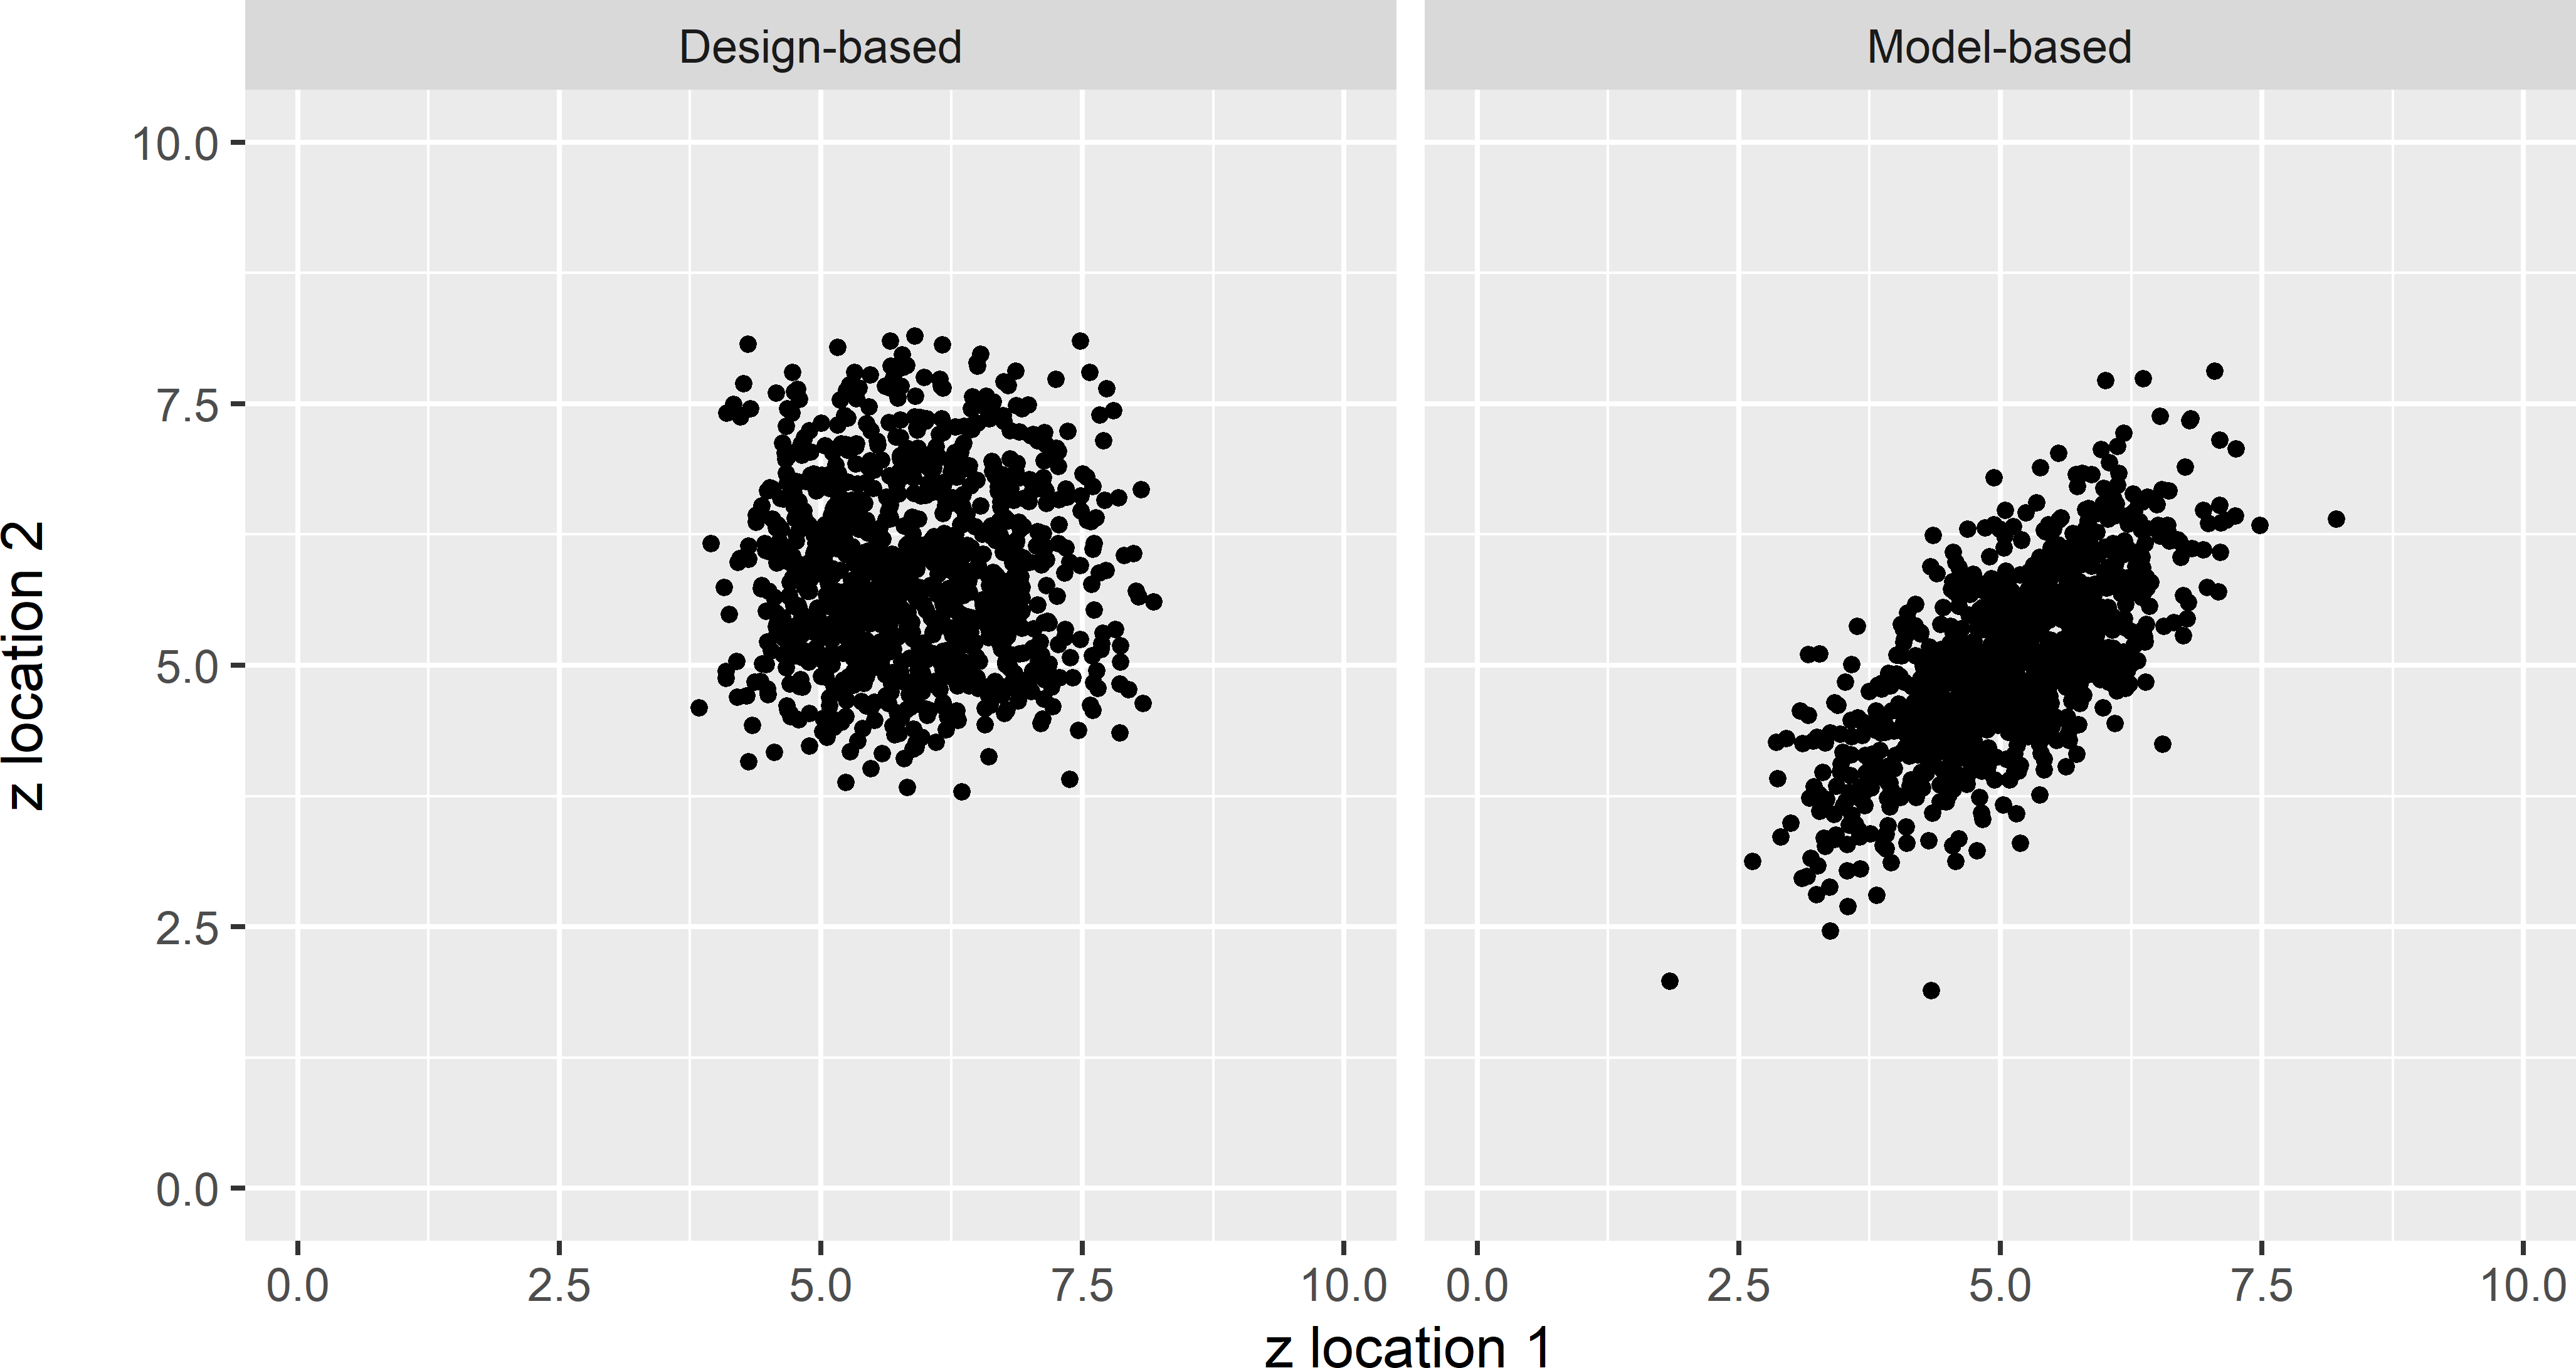 Design-based Model-based
10.0
7.5
5.0
2.5
0.0
z location 2
0.0 2.5 5.0 7.5 10.0 0.0 2.5 5.0 7.5 10.0
z location 1